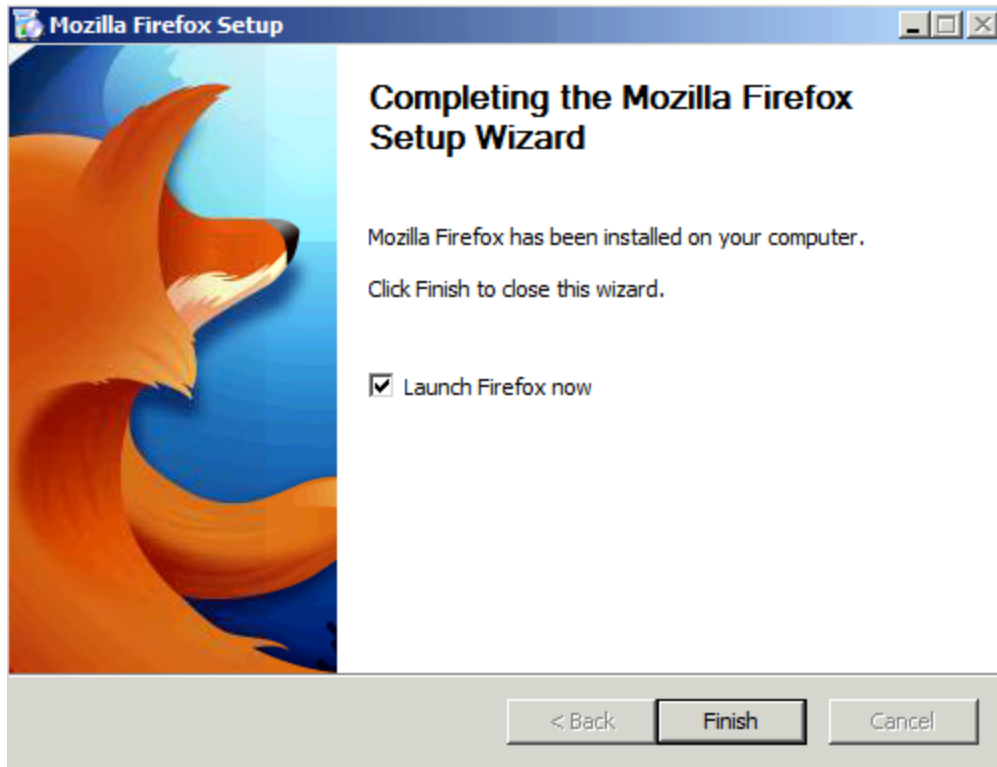 Mozilla Firefox Setup
Completing the Mozilla Firefox
Setup Wizard
Mozilla Firefox has been installed on your computer.
Click Finish to close this wizard.
Launch Firefox now
< Back
Finish
Cancel